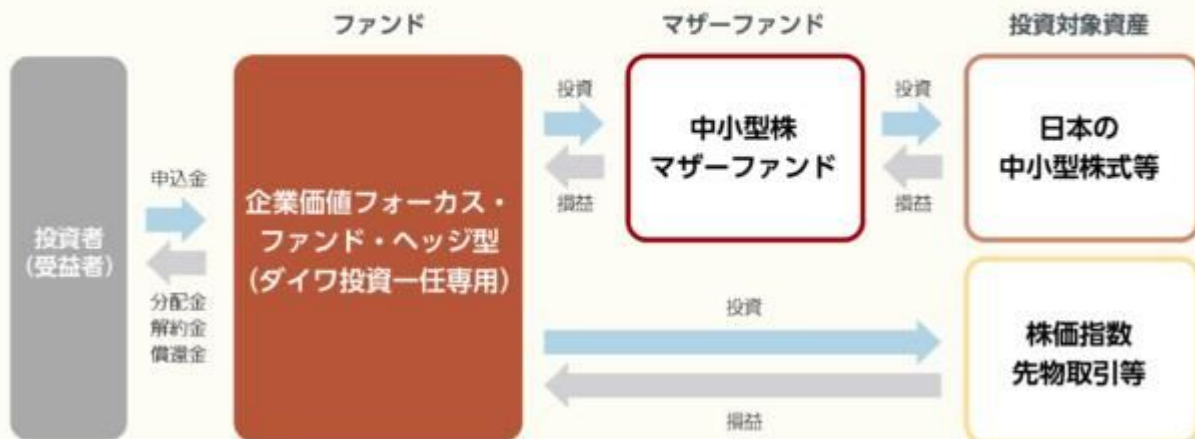 ファンド
マザーファンド
投資対象資産
投資者
(受益者)
申込金
分配金
解約金
償還金
企業価値フォーカス・
ファンド・ヘッジ型
(ダイワ投資一任専用)
投資
損益
中小型株
マザーファンド
投資
損益
日本の
中小型株式等
投資
損益
株価指数
先物取引等